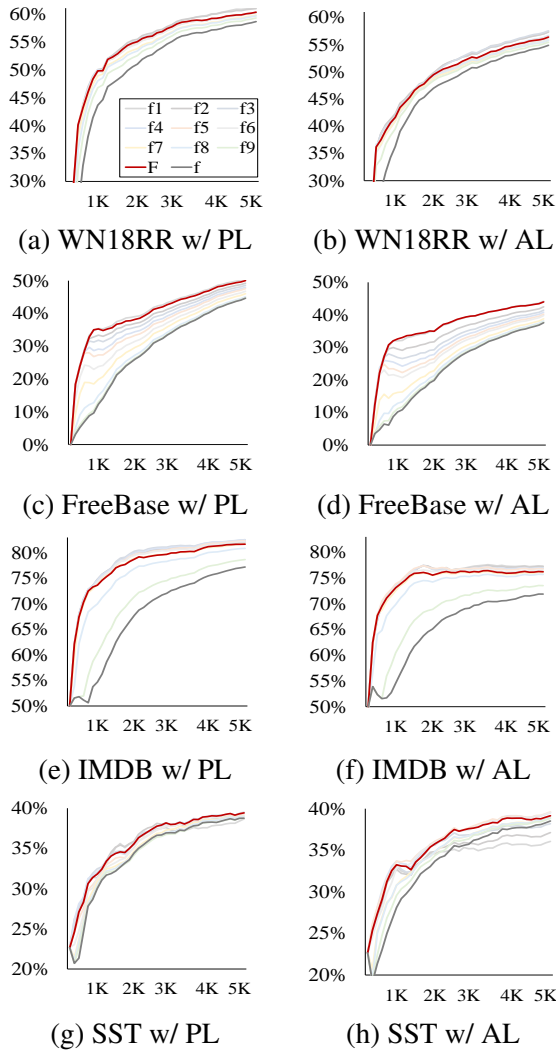 60%
55%
50%
45%
40%
35%
30%
f1 f2 f3
f4 f5 f6
f7 f8 f9
F f
1K 2K 3K 4K 5K
(a) WN18RR w/ PL
60%
55%
50%
45%
40%
35%
30%
1K 2K 3K 4K 5K
(b) WN18RR w/ AL
50%
40%
30%
20%
10%
0%
1K 2K 3K 4K 5K
(c) FreeBase w/ PL
50%
40%
30%
20%
10%
0%
1K 2K 3K 4K 5K
(d) FreeBase w/ AL
80%
75%
70%
65%
60%
55%
50%
1K 2K 3K 4K 5K
(e) IMDB w/ PL
80%
75%
70%
65%
60%
55%
50%
1K 2K 3K 4K 5K
(f) IMDB w/ AL
40%
35%
30%
25%
20%
1K 2K 3K 4K 5K
(g) SST w/ PL
40%
35%
30%
25%
20%
1K 2K 3K 4K 5K
(h) SST w/ AL